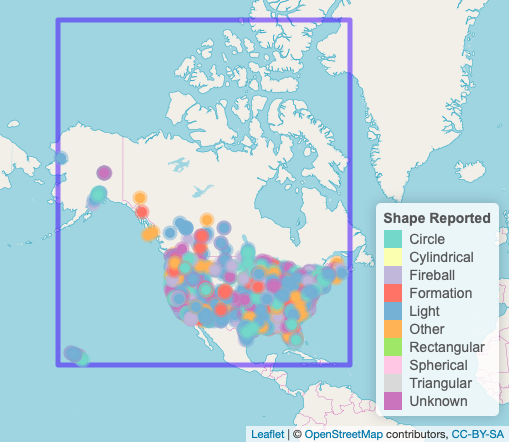 Shape Reported
Circle
Cylindrical
Fireball
Formation
Light
Other
Rectangular
Spherical
Triangular
Unknown
Leaflet | © OpenStreetMap contributors, CC-BY-SA